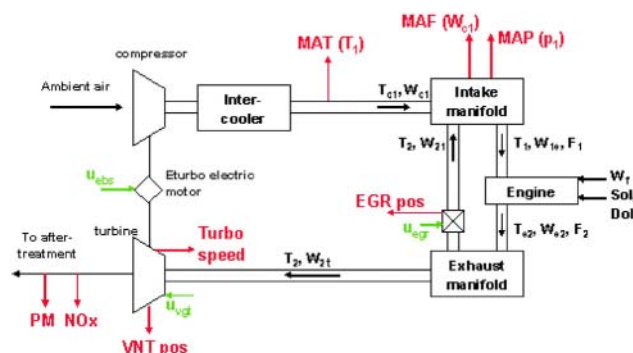 compressor
MAT (T1)
MAF (Wc1)
MAP (p1)
Ambient air
Inter-
cooler
Tc1, Wc1
Intake
manifold
T2, W21
T1, W1e, F1
uebs
Eturbo electric
motor
EGR pos
uegr
Engine
Wf
Soi,
Doi
To after-
treatment
turbine
Turbo
speed
T2, W2t
Te2, We2, F2
Exhaust
manifold
PM
NOx
uvgt
VNT pos